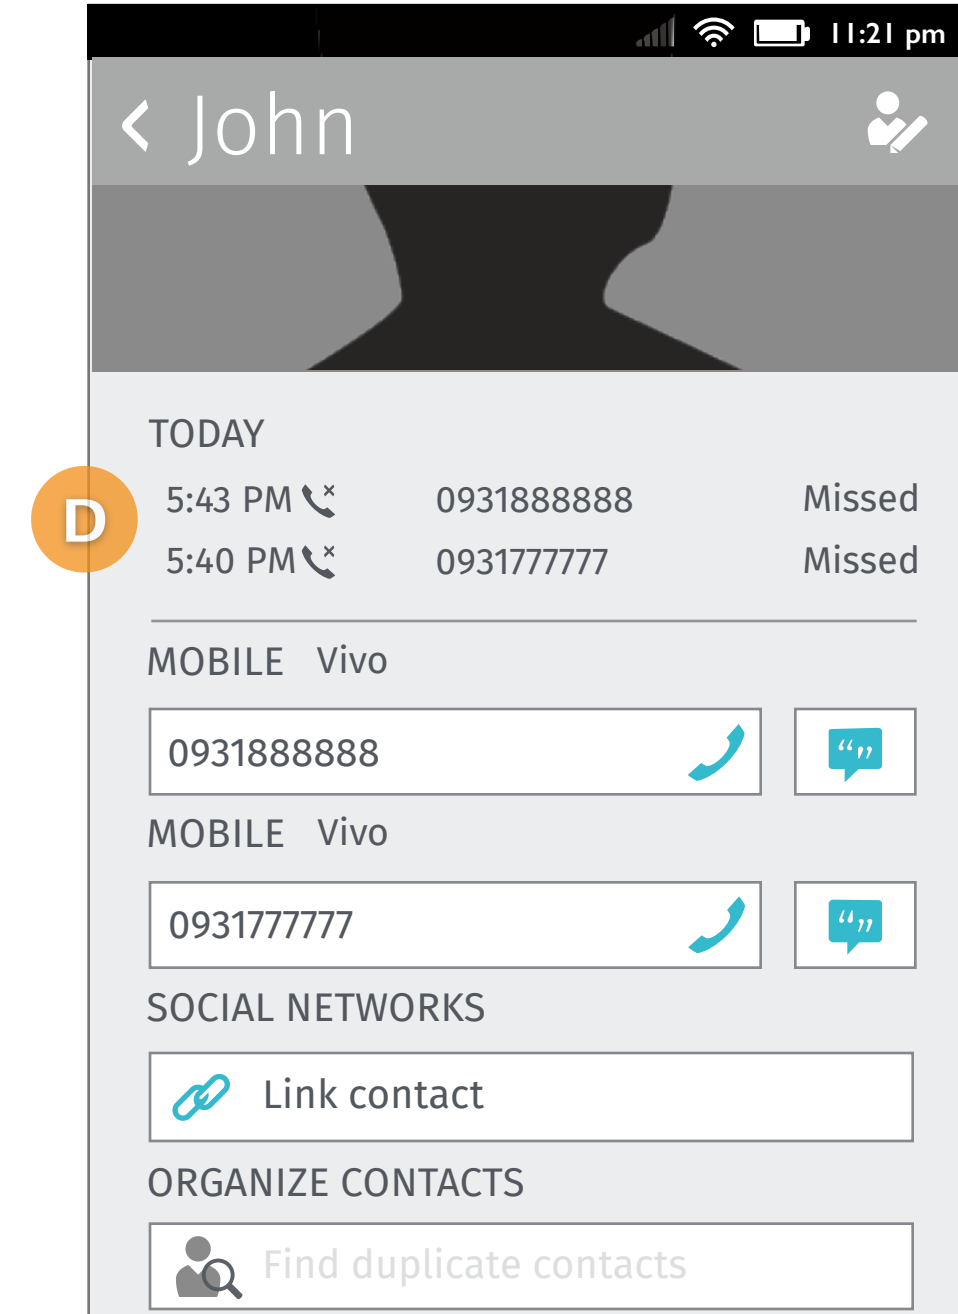 11:21 pm
John
TODAY
D
5:43 PM 0931888888 Missed
5:40 PM 0931777777 Missed
MOBILE Vivo
0931888888
MOBILE Vivo
0931777777
SOCIAL NETWORKS
Link contact
ORGANIZE CONTACTS
Find duplicate contacts